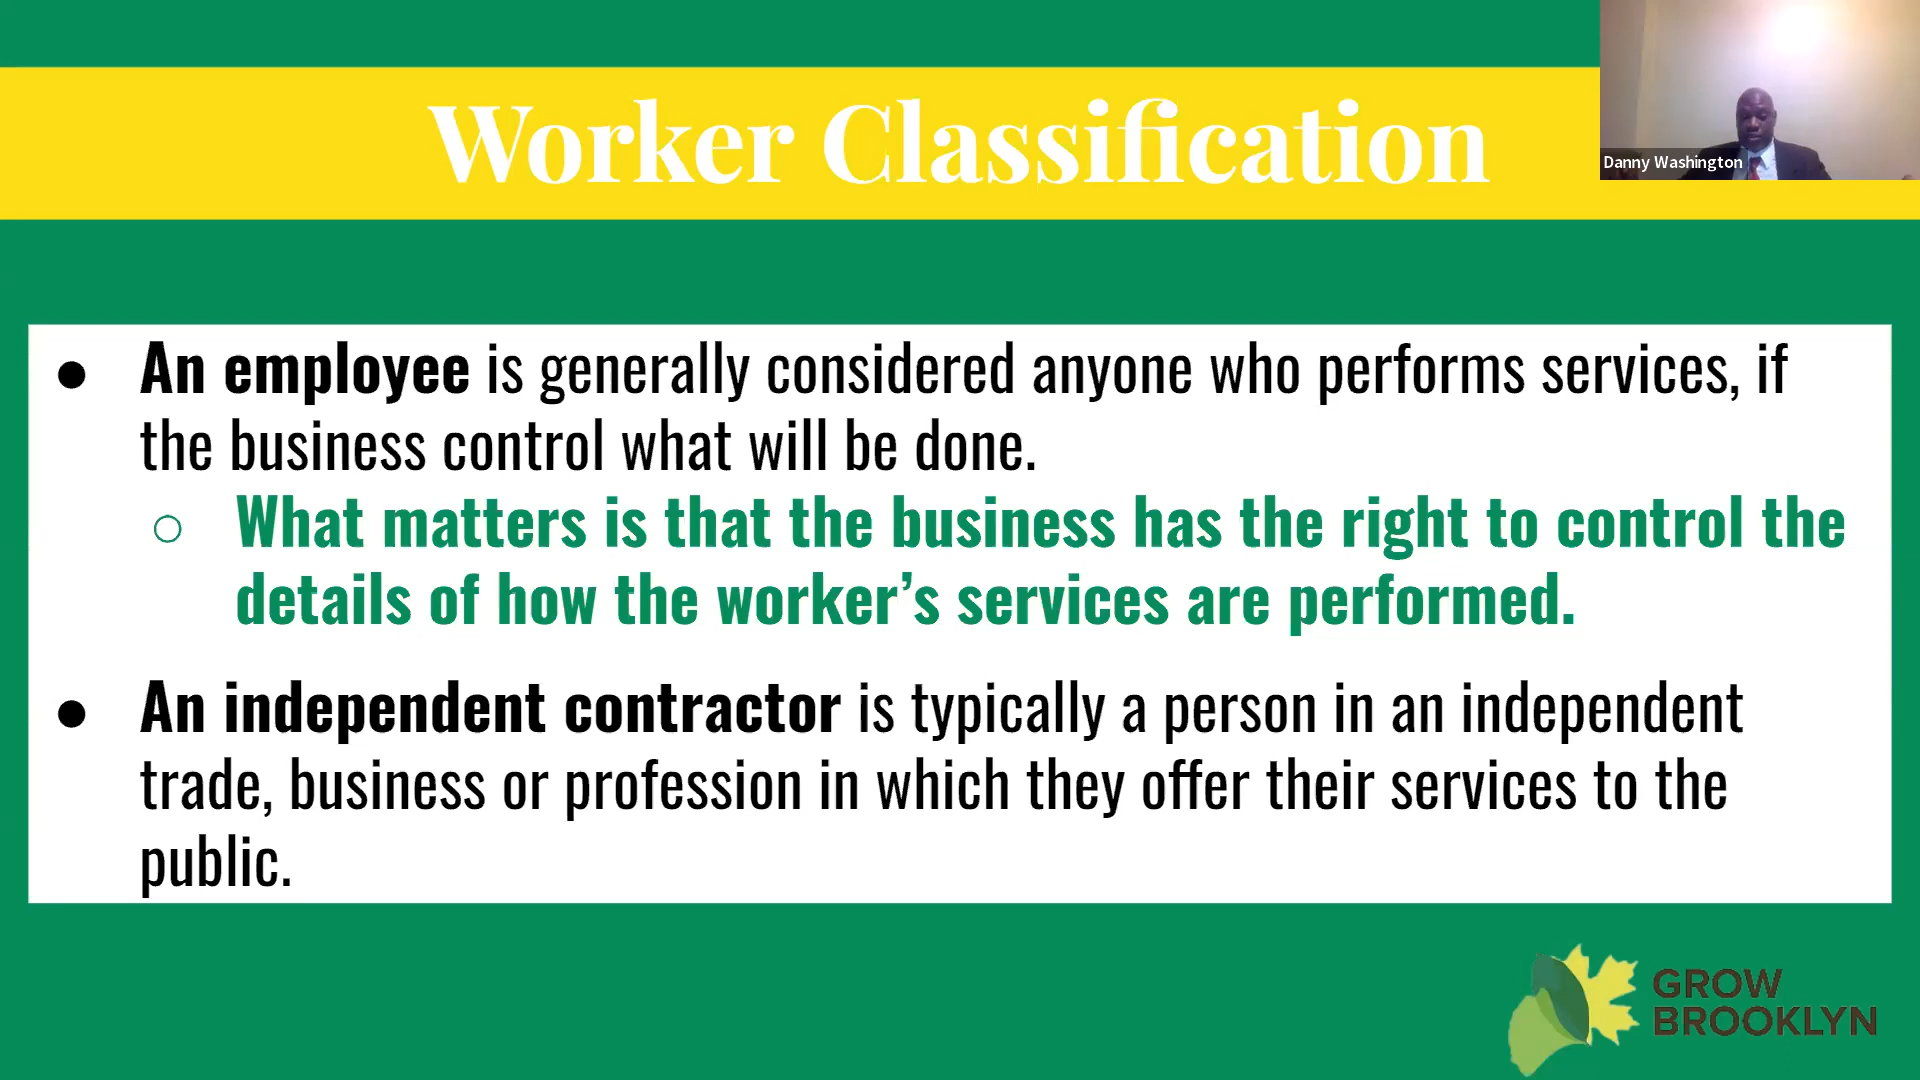 Worker Classification
Danny Washington
● An employee is generally considered anyone who performs services, if
the business control what will be done.
○ What matters is that the business has the right to control the
details of how the worker’s services are performed.
● An independent contractor is typically a person in an independent
trade, business or profession in which they offer their services to the
public.
GROW
BROOKLYN